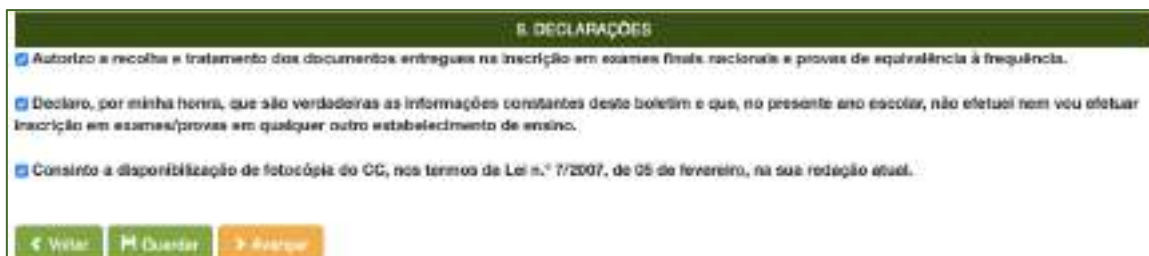 8. DECLARAÇÕES
Autorizo a recolha e tratamento dos documentos entregues na inscrição em exames finais nacionais e provas de equivalência à frequência.
Declaro, por minha honra, que são verdadeiras as informações constantes deste boletim e que, no presente ano escolar, não efetuei nem vou efetuar
inscrição em exames/provas em qualquer outro estabelecimento de ensino.
Consinto a disponibilização de fotocópia do CC, nos termos da Lei n.º 7/2007, de 05 de fevereiro, na sua redação atual.
Voltar Guardar Avançar